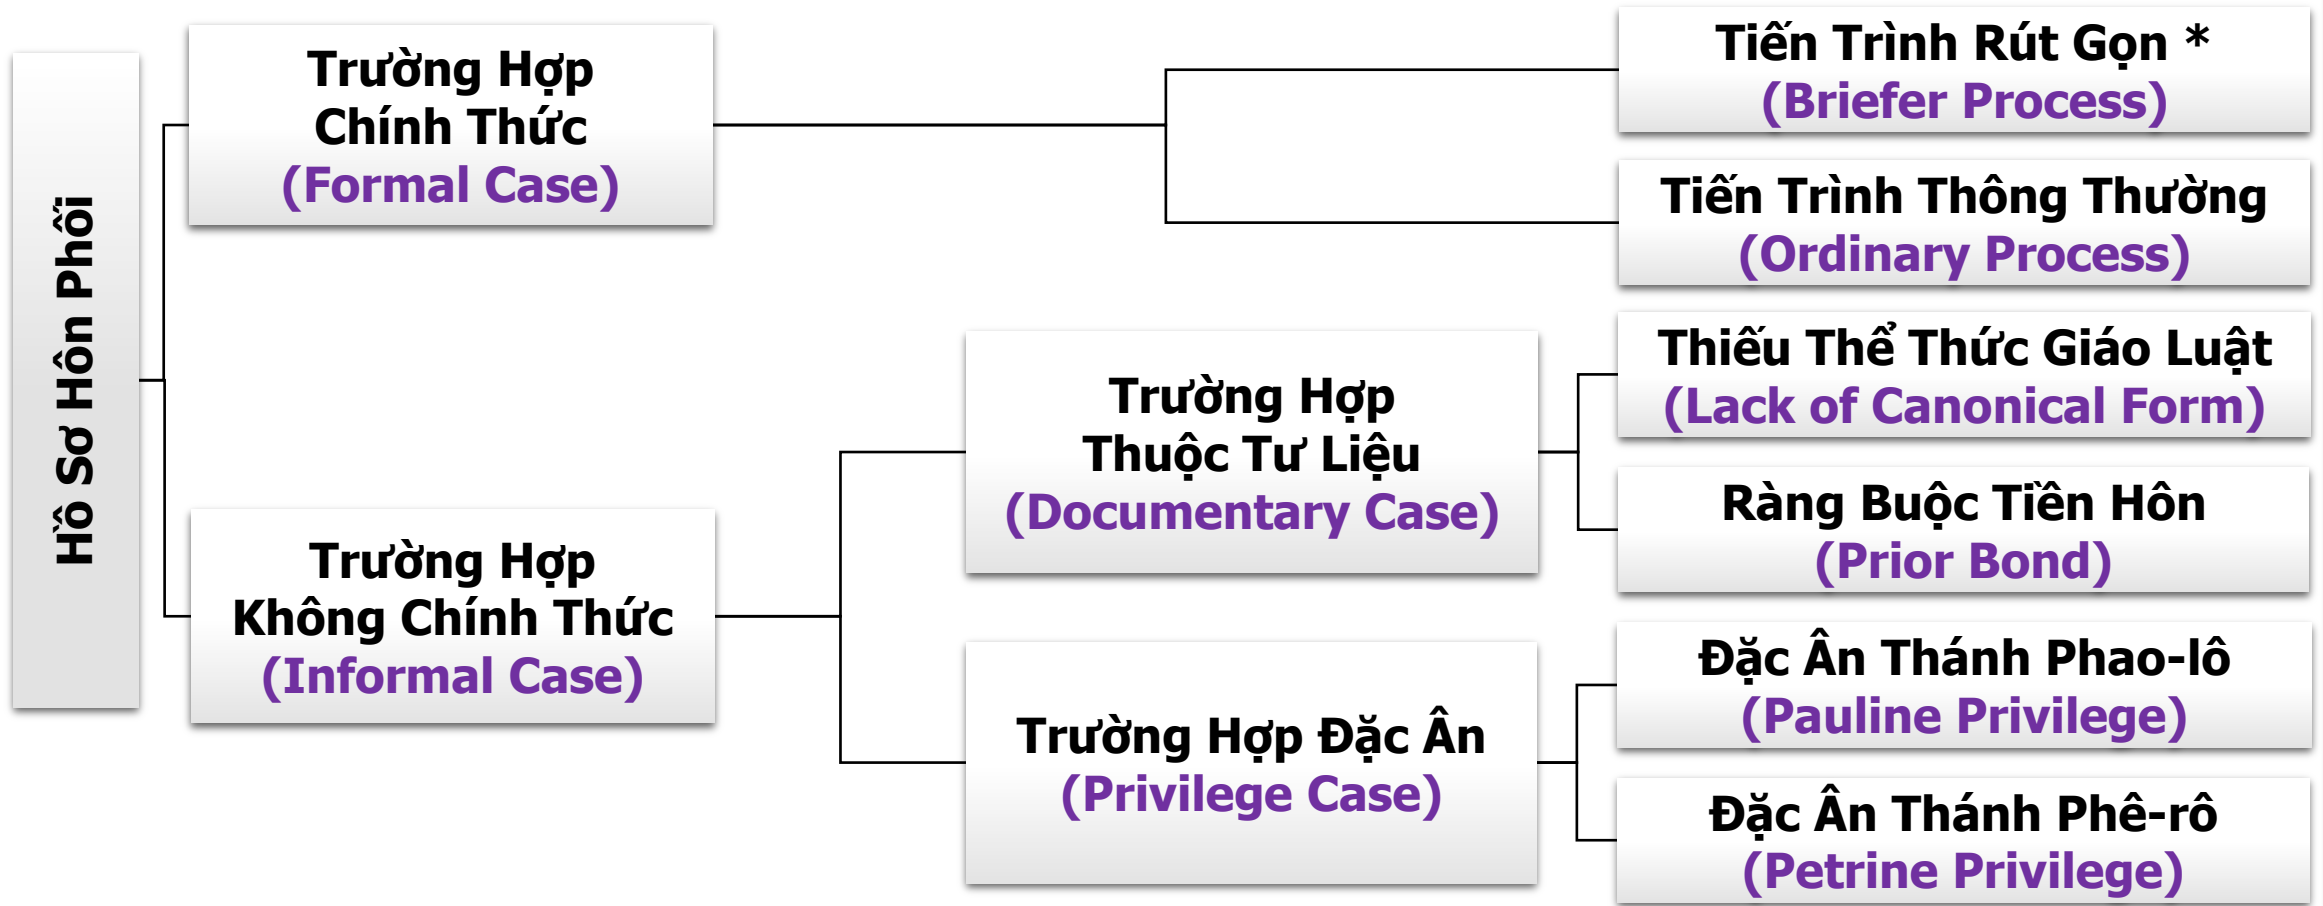 Hồ Sơ Hôn Phối
Trường Hợp
Chính Thức
(Formal Case)
Trường Hợp
Không Chính Thức
(Informal Case)
Trường Hợp
Thuộc Tư Liệu
(Documentary Case)
Trường Hợp Đặc Ân
(Privilege Case)
Tiến Trình Rút Gọn *
(Briefer Process)
Tiến Trình Thông Thường
(Ordinary Process)
Thiếu Thể Thức Giáo Luật
(Lack of Canonical Form)
Ràng Buộc Tiền Hôn
(Prior Bond)
Đặc Ân Thánh Phao-lô
(Pauline Privilege)
Đặc Ân Thánh Phê-rô
(Petrine Privilege)